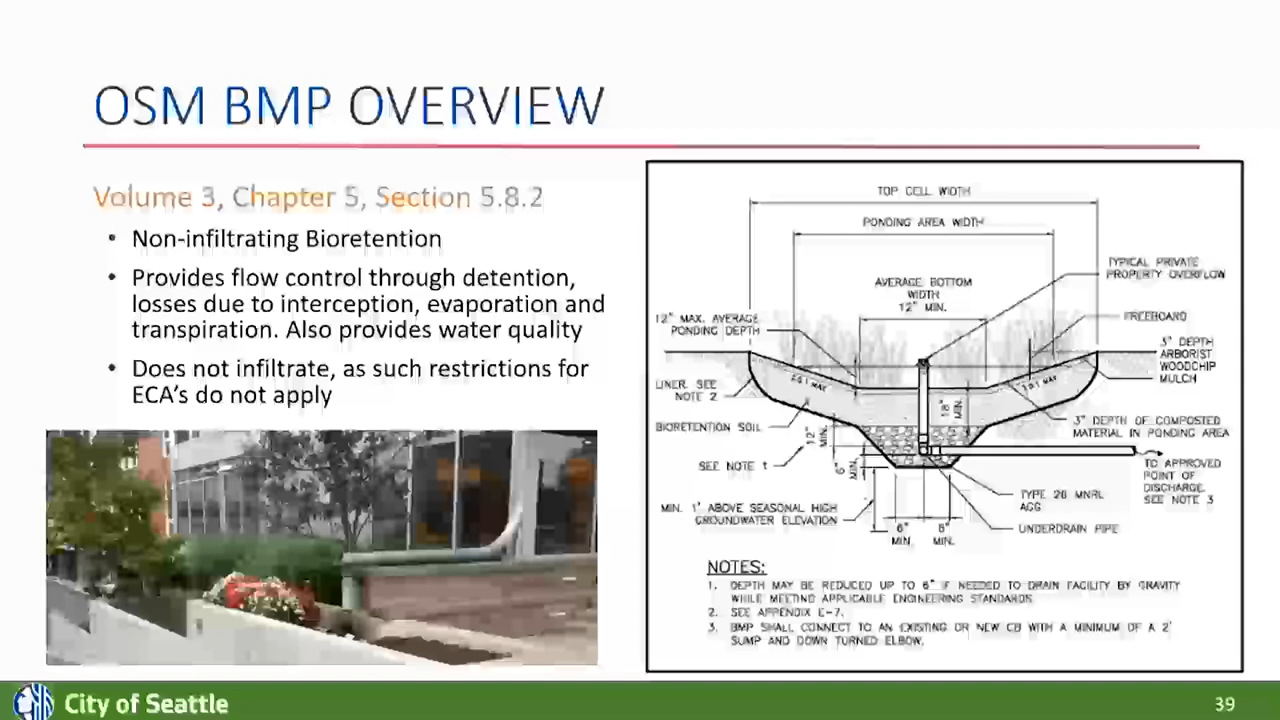 OSM BMP OVERVIEW
Volume 3, Chapter 5, Section 5.8.2
• Non-infiltrating Bioretention
• Provides flow control through detention,
losses due to interception, evaporation and
transpiration. Also provides water quality
• Does not infiltrate, as such restrictions for
ECA's do not apply
TOP CELL WIDTH
PONDING AREA WIDTH
AVERAGE BOTTOM
WIDTH
12" MIN.
TYPICAL PRIVATE
PROPERTY OVERFLOW
12" MAX. AVERAGE
PONDING DEPTH
FREEBOARD
3" DEPTH
ARBORIST
WOODCHIP
MULCH
LINER. SEE
NOTE 2
MAX
MAX
BIORETENTION SOIL
12"
MIN.
18"
MIN.
3" DEPTH OF COMPOSTED
MATERIAL IN PONDING AREA
SEE NOTE 1
6"
MIN.
TO APPROVED
POINT OF
DISCHARGE.
SEE NOTE 3
MIN. 1' ABOVE SEASONAL HIGH
GROUNDWATER ELEVATION
TYPE 26 MNRL
AGG
UNDERDRAIN PIPE
6"
MIN.
6"
MIN.
NOTES:
1. DEPTH MAY BE REDUCED UP TO 6" IF NEEDED TO DRAIN FACILITY BY GRAVITY
WHILE MEETING APPLICABLE ENGINEERING STANDARDS.
2. SEE APPENDIX E-7.
3. BMP SHALL CONNECT TO AN EXISTING OR NEW CB WITH A MINIMUM OF A 2'
SUMP AND DOWN TURNED ELBOW.
City of Seattle
39